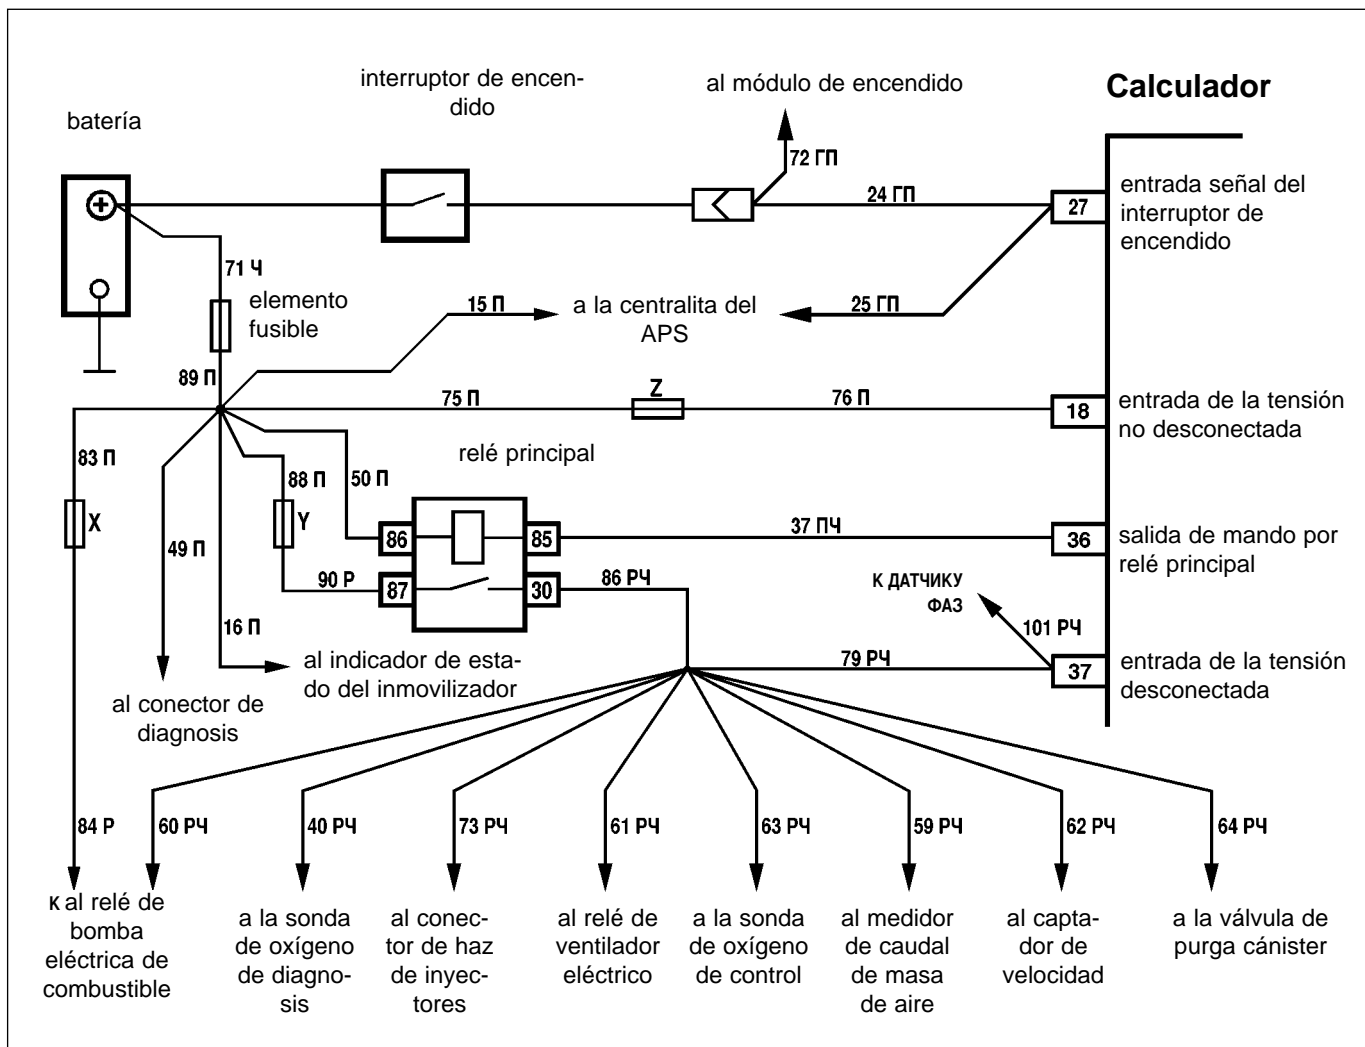 interruptor de encen-
dido
al módulo de encendido
Calculador
batería
72 ГП
24 ГП
27
entrada señal del
interruptor de
encendido
71 Ч
elemento
fusible
15 П
a la centralita del
APS
25 ГП
89 П
75 П
Z
76 П
18
entrada de la tensión
no desconectada
83 П
X
49 П
88 П
Y
50 П
relé principal
86
85
37 ПЧ
36
salida de mando por
relé principal
90 Р
87
30
86 РЧ
К ДАТЧИКУ
ФАЗ
101 РЧ
16 П
al indicador de esta-
do del inmovilizador
79 РЧ
37
entrada de la tensión
desconectada
al conector de
diagnosis
84 Р
60 РЧ
40 РЧ
73 РЧ
61 РЧ
63 РЧ
59 РЧ
62 РЧ
64 РЧ
к al relé de
bomba
eléctrica de
combustible
a la sonda
de oxígeno
de diagno-
sis
al conec-
tor de haz
de inyec-
tores
al relé de
ventilador
eléctrico
a la sonda
de oxígeno
de control
al medidor
de caudal
de masa
de aire
al capta-
dor de
velocidad
a la válvula de
purga cánister